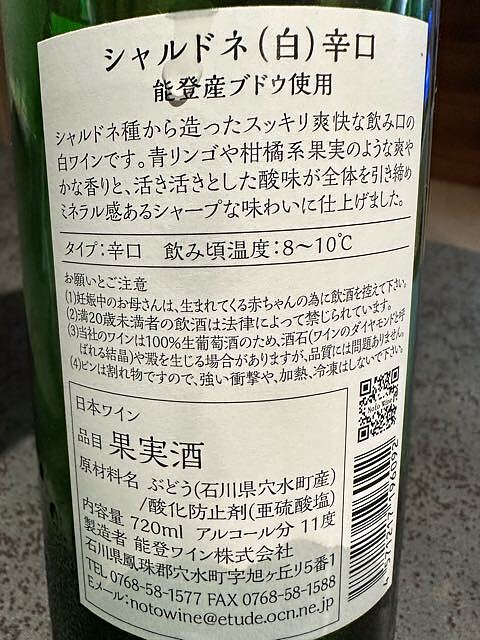 シャルドネ(白)辛口
能登産ブドウ使用
シャルドネ種から造ったスッキリ爽快な飲み口の
白ワインです。青リンゴや柑橘系果実のような爽や
かな香りと、活き活きとした酸味が全体を引き締め
ミネラル感あるシャープな味わいに仕上げました。
タイプ:辛口 飲み頃温度:8〜10℃
お願いとご注意
(1)妊娠中のお母さんは、生まれてくる赤ちゃんの為に飲酒を控えて下さい。
(2)満20歳未満者の飲酒は法律によって禁じられています。
(3)当社のワインは100%生葡萄酒のため、酒石(ワインのダイヤモンドと呼
ばれる結晶)や澱を生じる場合がありますが、品質には問題ありません。
(4)ビンは割れ物ですので、強い衝撃や、加熱、冷凍はしないで下さい。
Noto Wine
日本ワイン
品目 果実酒
原材料名 ぶどう(石川県穴水町産)
/酸化防止剤(亜硫酸塩)
内容量 720ml アルコール分 11度
製造者 能登ワイン株式会社
石川県鳳珠郡穴水町字旭ヶ丘り5番1
TEL 0768-58-1577 FAX 0768-58-1588
Eメール:notowine@etude.ocn.ne.jp